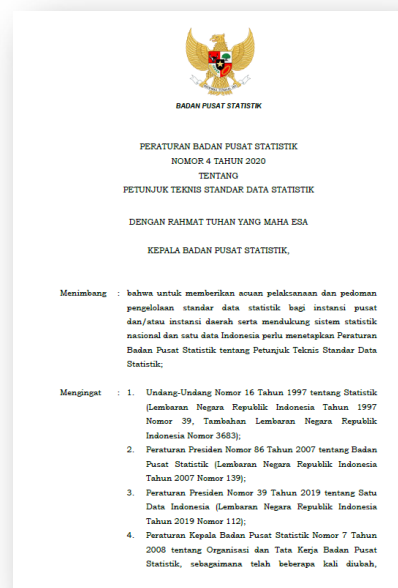 BADAN PUSAT STATISTIK
PERATURAN BADAN PUSAT STATISTIK
NOMOR 4 TAHUN 2020
TENTANG
PETUNJUK TEKNIS STANDAR DATA STATISTIK
DENGAN RAHMAT TUHAN YANG MAHA ESA
KEPALA BADAN PUSAT STATISTIK,
Menimbang : bahwa untuk memberikan acuan pelaksanaan dan pedoman
pengelolaan standar data statistik bagi instansi pusat
dan/atau instansi daerah serta mendukung sistem statistik
nasional dan satu data Indonesia perlu menetapkan Peraturan
Badan Pusat Statistik tentang Petunjuk Teknis Standar Data
Statistik;
Mengingat : 1. Undang-Undang Nomor 16 Tahun 1997 tentang Statistik
(Lembaran Negara Republik Indonesia Tahun 1997
Nomor 39, Tambahan Lembaran Negara Republik
Indonesia Nomor 3683);
2. Peraturan Presiden Nomor 86 Tahun 2007 tentang Badan
Pusat Statistik (Lembaran Negara Republik Indonesia
Tahun 2007 Nomor 139);
3. Peraturan Presiden Nomor 39 Tahun 2019 tentang Satu
Data Indonesia (Lembaran Negara Republik Indonesia
Tahun 2019 Nomor 112);
4. Peraturan Kepala Badan Pusat Statistik Nomor 7 Tahun
2008 tentang Organisasi dan Tata Kerja Badan Pusat
Statistik, sebagaimana telah beberapa kali diubah,